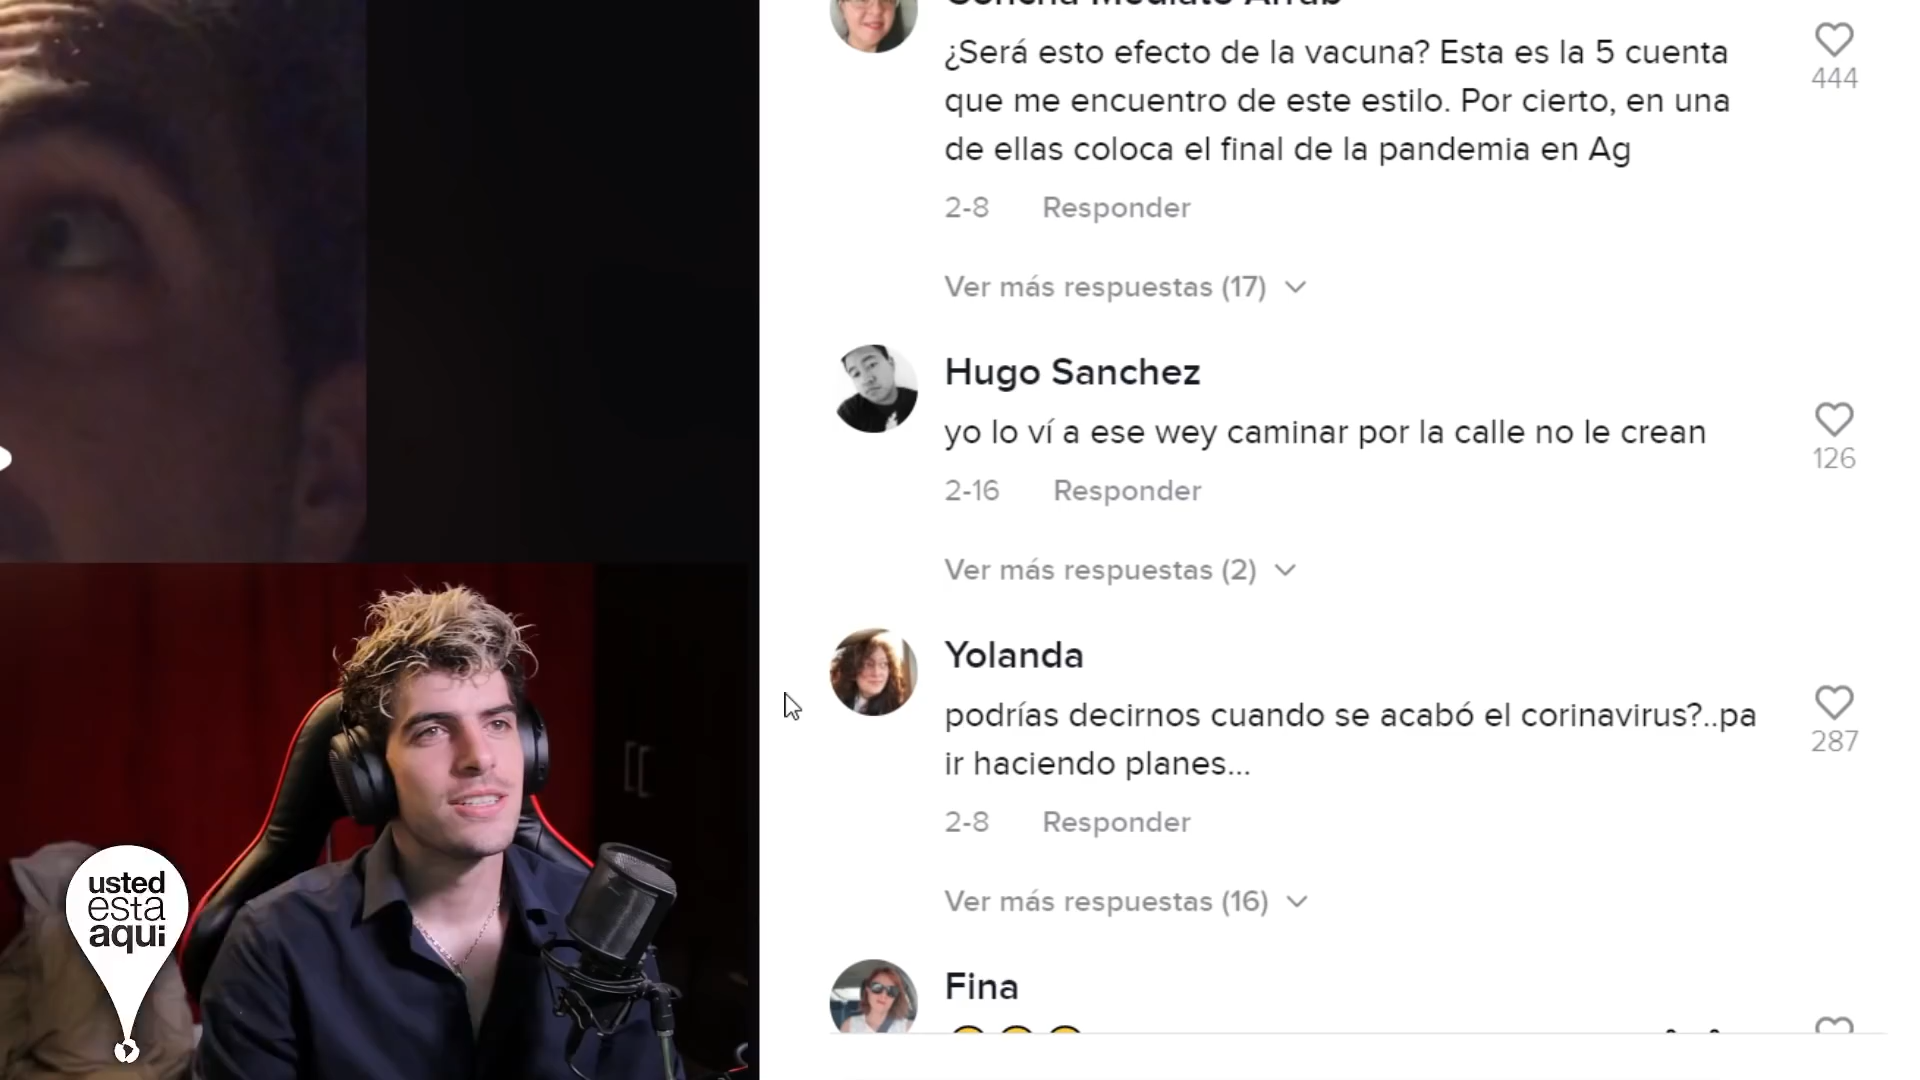 ¿Será esto efecto de la vacuna? Esta es la 5 cuenta
que me encuentro de este estilo. Por cierto, en una
de ellas coloca el final de la pandemia en Ag
444
2-8 Responder
Ver más respuestas (17)
Hugo Sanchez
yo lo ví a ese wey caminar por la calle no le crean
126
2-16 Responder
Ver más respuestas (2)
Yolanda
podrías decirnos cuando se acabó el corinavirus?..pa
ir haciendo planes...
287
2-8 Responder
Ver más respuestas (16)
Fina
usted
esta
aqui